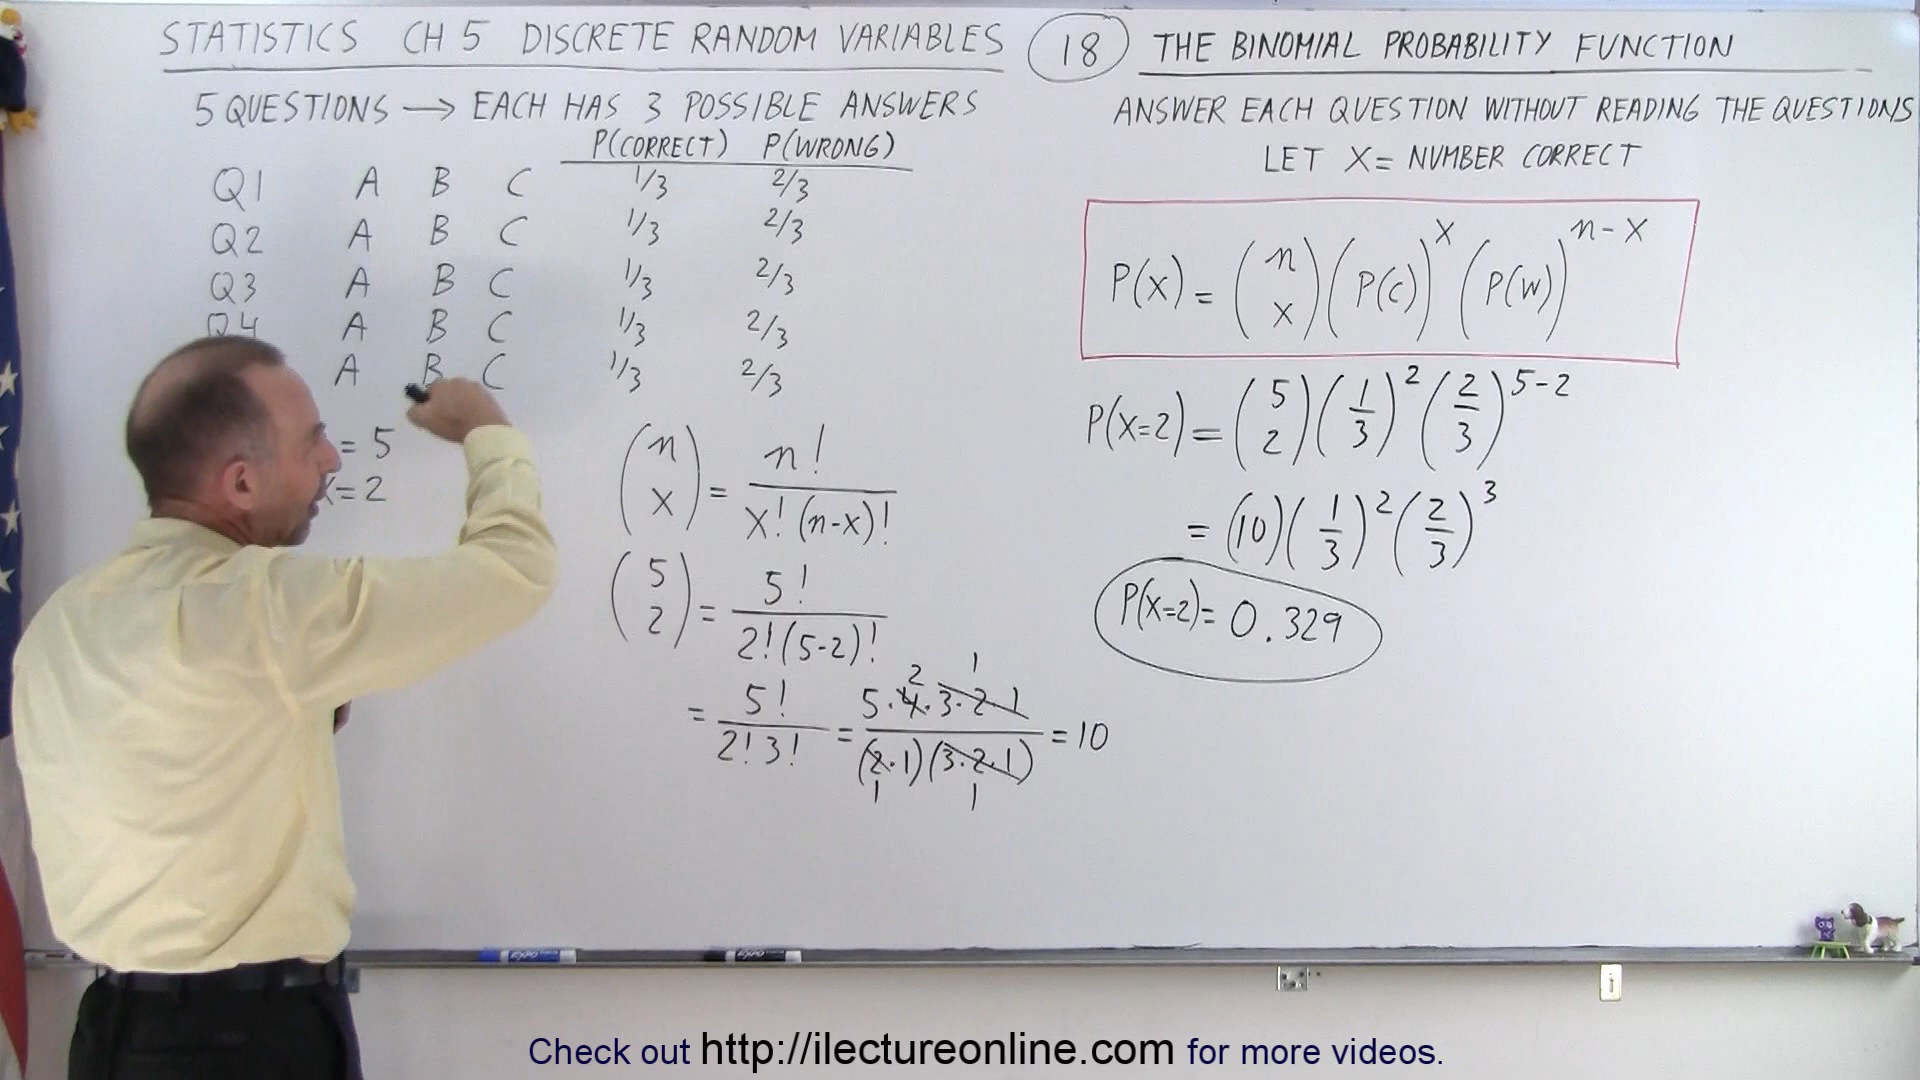 STATISTICS CH 5 DISCRETE RANDOM VARIABLES 18 THE BINOMIAL PROBABILITY FUNCTION
5 QUESTIONS → EACH HAS 3 POSSIBLE ANSWERS
P(CORRECT) P(WRONG)
Q1 A B C 1/3 2/3
Q2 A B C 1/3 2/3
Q3 A B C 1/3 2/3
Q4 A B C 1/3 2/3
A B C 1/3 2/3
= 5
X=2
(n x) = n! / x!(n-x)!
(5 2) = 5! / 2!(5-2)!
= 5! / 2!3! = 5·4·3·2·1 / (2·1)(3·2·1) = 10
2 1
1 1
ANSWER EACH QUESTION WITHOUT READING THE QUESTIONS
LET X = NUMBER CORRECT
P(x) = (n x) (P(C))^x (P(W))^n-x
P(X=2) = (5 2) (1/3)^2 (2/3)^5-2
= (10) (1/3)^2 (2/3)^3
P(X=2) = 0.329
Check out http://ilectureonline.com for more videos.